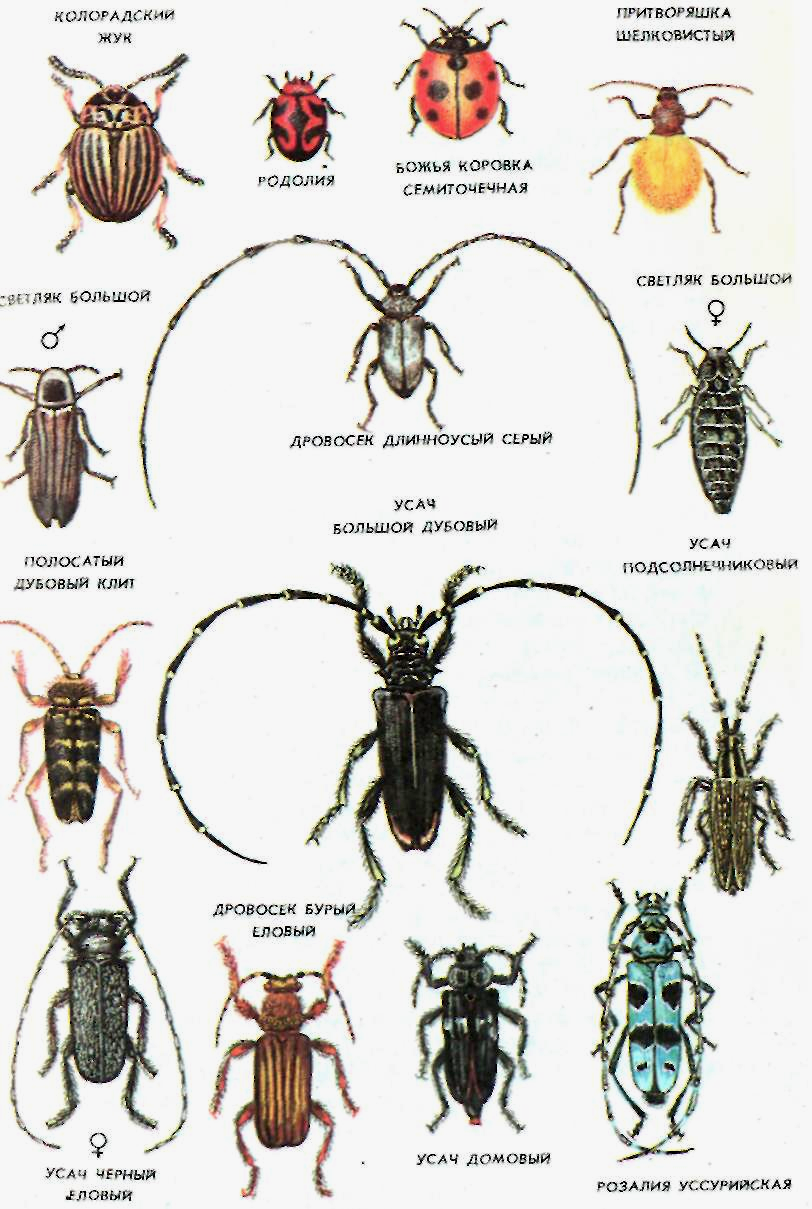 КОЛОРАДСКИЙ
ЖУК
РОДОЛИЯ
БОЖЬЯ КОРОВКА
СЕМИТОЧЕЧНАЯ
ПРИТВОРЯШКА
ШЕЛКОВИСТЫЙ
СВЕТЛЯК БОЛЬШОЙ
♂
ДРОВОСЕК ДЛИННОУСЫЙ СЕРЫЙ
СВЕТЛЯК БОЛЬШОЙ
♀
ПОЛОСАТЫЙ
ДУБОВЫЙ КЛИТ
УСАЧ
БОЛЬШОЙ ДУБОВЫЙ
УСАЧ
ПОДСОЛНЕЧНИКОВЫЙ
♀
УСАЧ ЧЕРНЫЙ
ЕЛОВЫЙ
ДРОВОСЕК БУРЫЙ
ЕЛОВЫЙ
УСАЧ ДОМОВЫЙ
РОЗАЛИЯ УССУРИЙСКАЯ